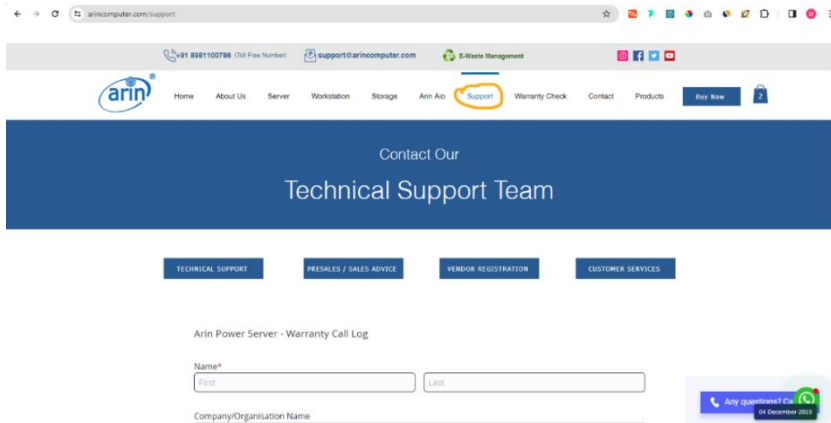 arincomputer.com/support
+91 8991100786 (Toll Free Number) support@arincomputer.com E-Waste Management
arin®
Home About Us Server Workstation Storage Arin Aio Support Warranty Check Contact Products Buy Now 2
Contact Our
Technical Support Team
TECHNICAL SUPPORT PRESALES / SALES ADVICE VENDOR REGISTRATION CUSTOMER SERVICES
Arin Power Server - Warranty Call Log
Name*
First Last
Company/Organisation Name
Any questions?
04 December 2023